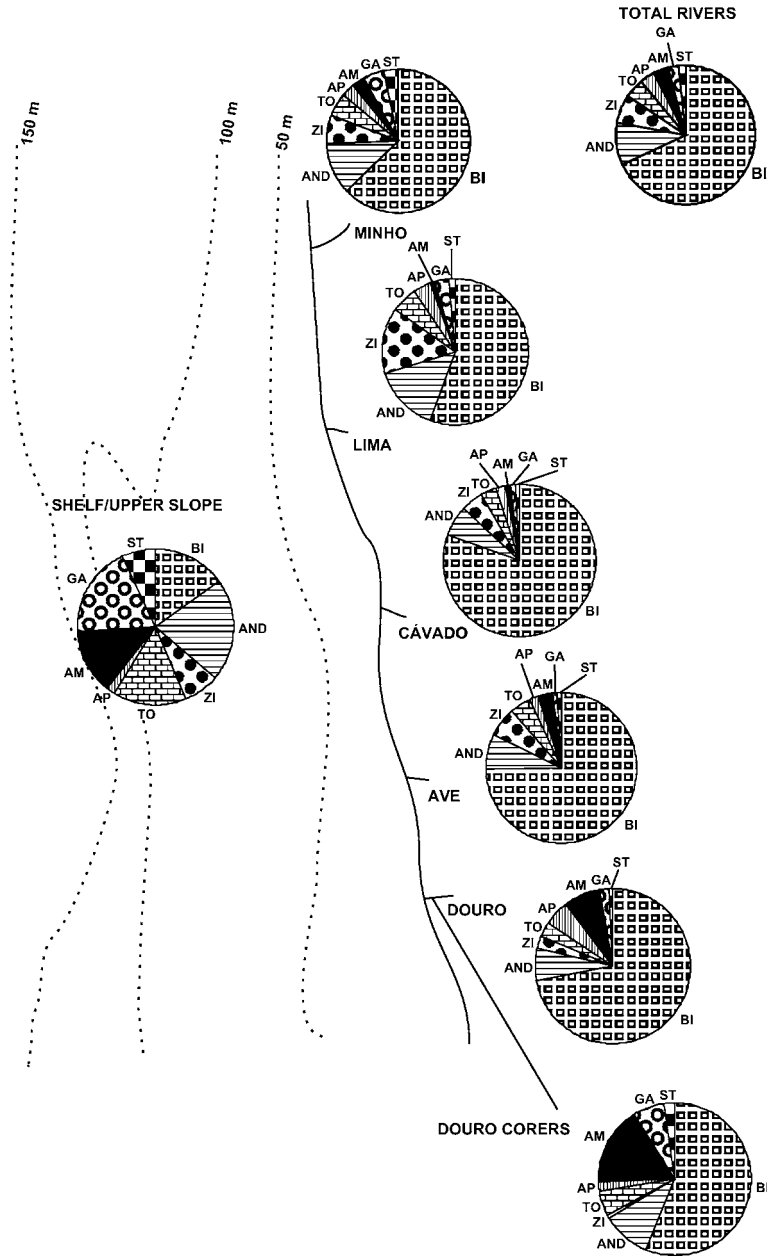 TOTAL RIVERS
GA
AM
ST
AP
TO
ZI
AND
BI
150 m
100 m
50 m
GA
ST
AM
AP
TO
ZI
AND
BI
MINHO
ST
AM
GA
AP
TO
ZI
AND
BI
LIMA
AP
AM
GA
ST
TO
ZI
AND
BI
CÁVADO
SHELF/UPPER SLOPE
ST
BI
GA
AND
AM
AP
TO
ZI
AP
AM
GA
ST
TO
ZI
AND
BI
AVE
ST
GA
AM
AP
TO
ZI
AND
BI
DOURO
DOURO CORERS
GA
ST
AM
AP
TO
ZI
AND
BI